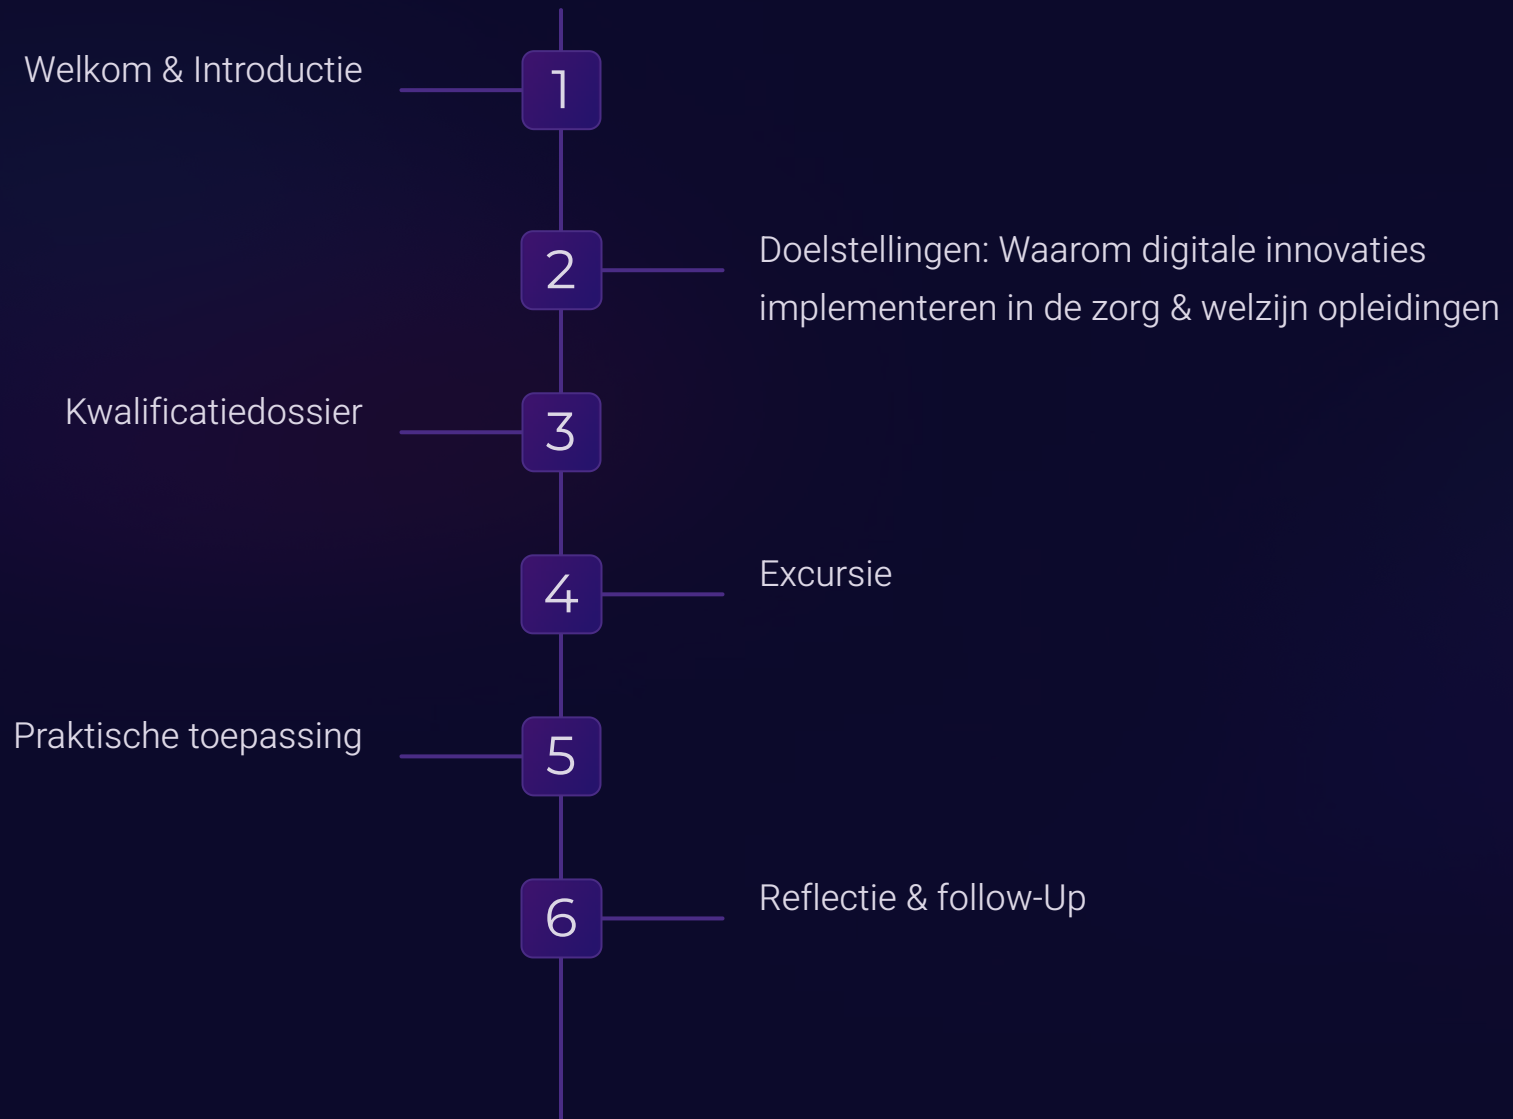 Welkom & Introductie
1
2
Doelstellingen: Waarom digitale innovaties
implementeren in de zorg & welzijn opleidingen
Kwalificatiedossier
3
4
Excursie
Praktische toepassing
5
6
Reflectie & follow-Up